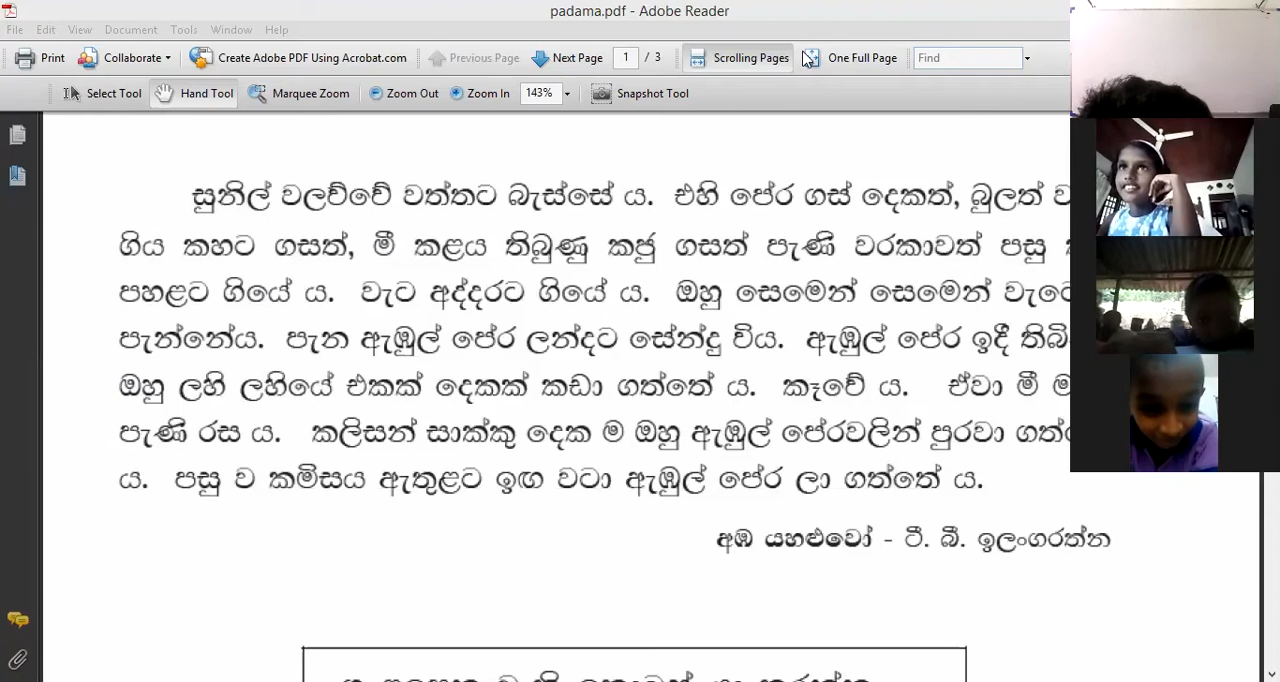 padama.pdf - Adobe Reader
File Edit View Document Tools Window Help
Print Collaborate Create Adobe PDF Using Acrobat.com Previous Page Next Page 1 / 3 Scrolling Pages One Full Page Find
Select Tool Hand Tool Marquee Zoom Zoom Out Zoom In 143% Snapshot Tool
සුනිල් වලව්වේ වත්තට බැස්සේ ය. එහි පේර ගස් දෙකත්, බුලත් ව
ගිය කහට ගසත්, මී කළය තිබුණු කජු ගසත් පැණි වරකාවත් පසු
පහළට ගියේ ය. වැට අද්දරට ගියේ ය. ඔහු සෙමෙන් සෙමෙන් වැටෙ
පැන්නේය. පැන ඇඹුල් පේර ලන්දට සේන්දු විය. ඇඹුල් පේර ඉදී තිබි
ඔහු ලහි ලහියේ එකක් දෙකක් කඩා ගත්තේ ය. කෑවේ ය. ඒවා මී ම
පැණි රස ය. කලිසන් සාක්කු දෙක ම ඔහු ඇඹුල් පේරවලින් පුරවා ගත්
ය. පසු ව කමිසය ඇතුළට ඉඟ වටා ඇඹුල් පේර ලා ගත්තේ ය.
අඹ යහළුවෝ - ටී. බී. ඉලංගරත්න